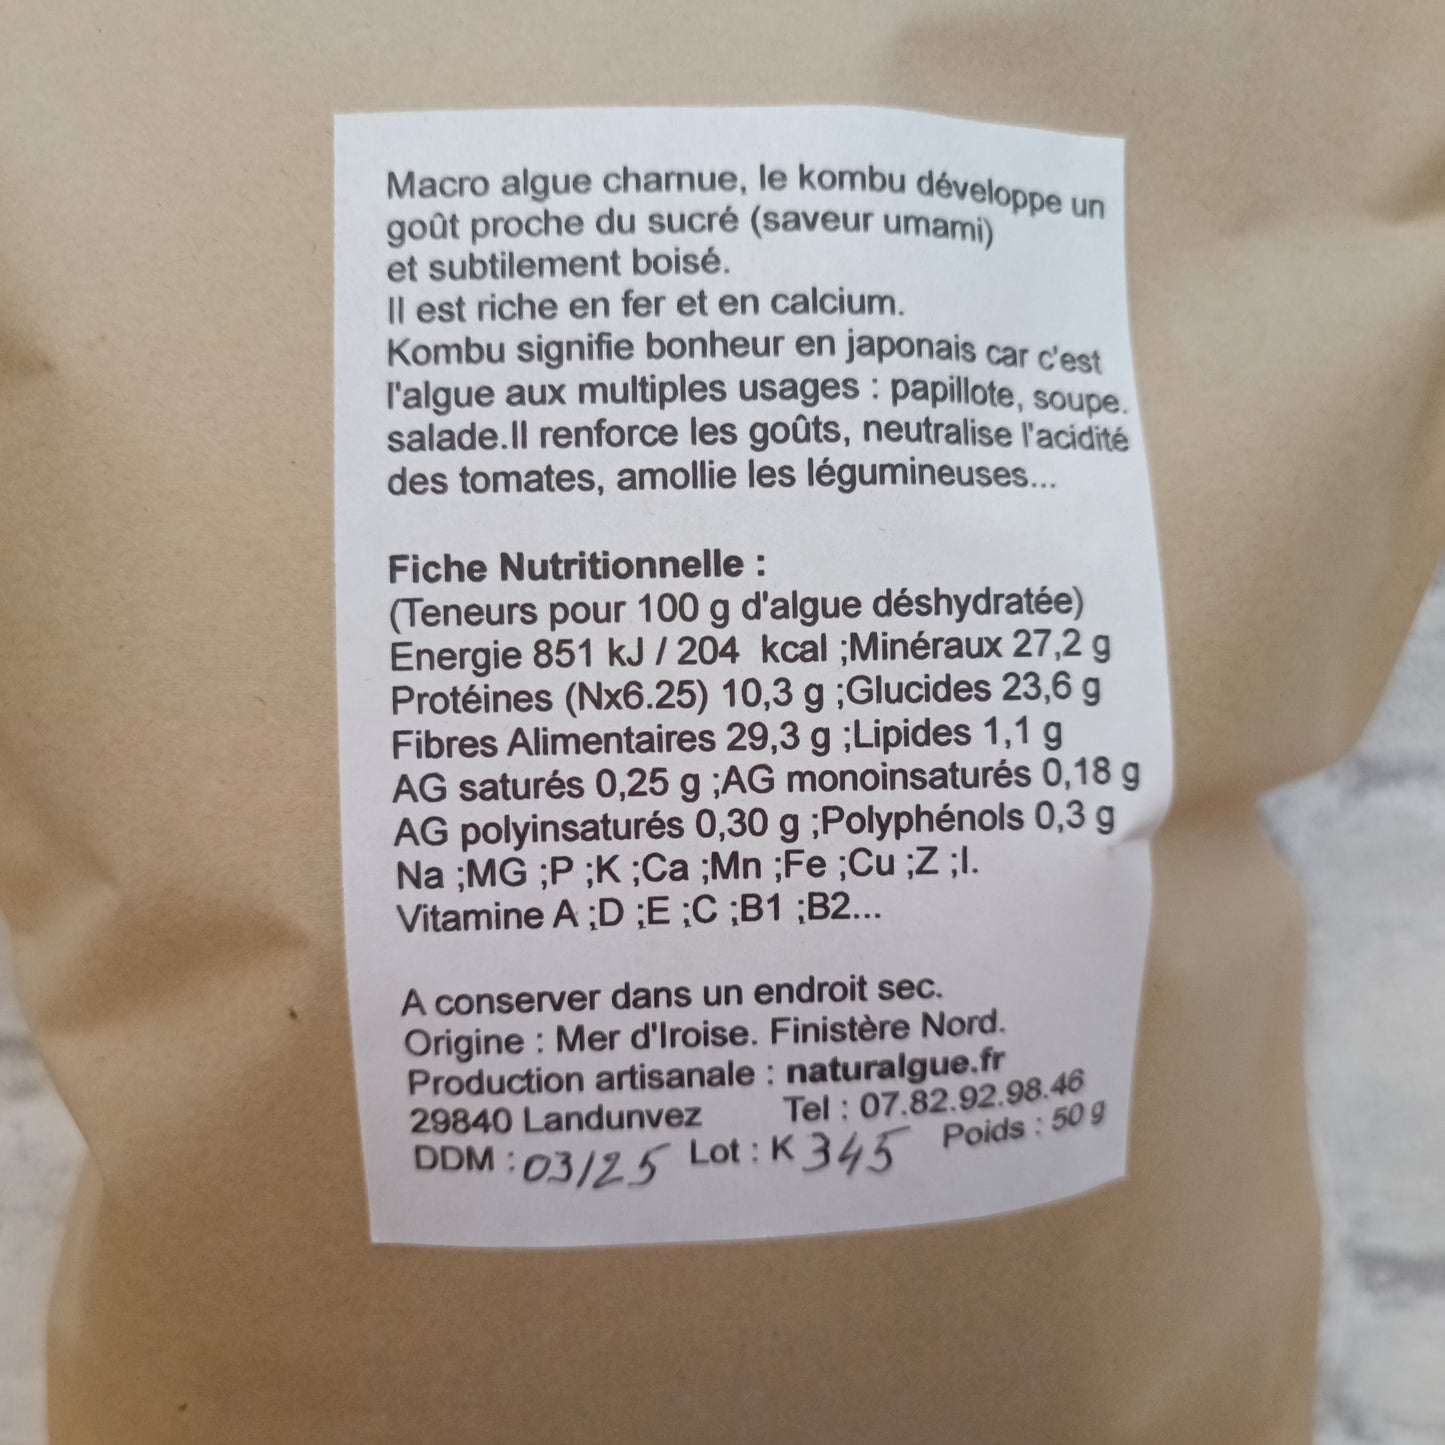 Macro algue charnue, le kombu développe un
goût proche du sucré (saveur umami)
et subtilement boisé.
Il est riche en fer et en calcium.
Kombu signifie bonheur en japonais car c'est
l'algue aux multiples usages : papillote, soupe.
salade.Il renforce les goûts, neutralise l'acidité
des tomates, amollie les légumineuses...
Fiche Nutritionnelle :
(Teneurs pour 100 g d'algue déshydratée)
Energie 851 kJ / 204 kcal ;Minéraux 27,2 g
Protéines (Nx6.25) 10,3 g ;Glucides 23,6 g
Fibres Alimentaires 29,3 g ;Lipides 1,1 g
AG saturés 0,25 g ;AG monoinsaturés 0,18 g
AG polyinsaturés 0,30 g ;Polyphénols 0,3 g
Na ;MG ;P ;K ;Ca ;Mn ;Fe ;Cu ;Z ;I.
Vitamine A ;D ;E ;C ;B1 ;B2...
A conserver dans un endroit sec.
Origine : Mer d'Iroise. Finistère Nord.
Production artisanale : naturalgue.fr
29840 Landunvez Tel : 07.82.92.98.46
DDM : 03/25 Lot : K 345 Poids : 50 g